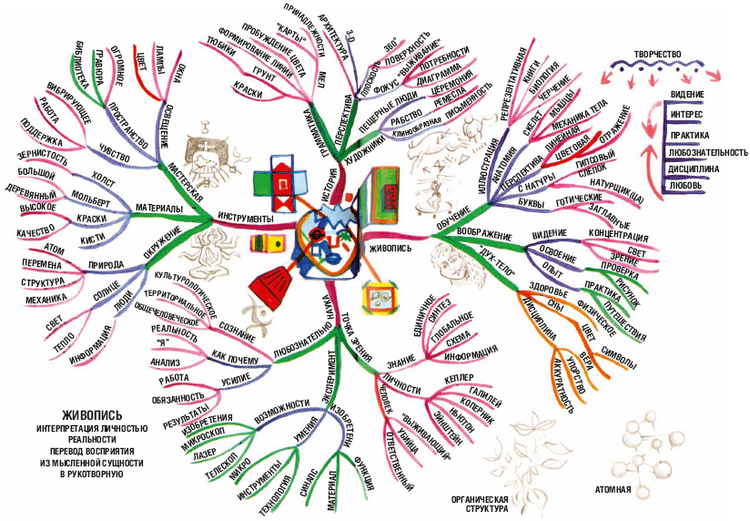 ИСТОРИЯ
ГРАММАТИКА
ТЮБИКИ
ФОРМИРОВАНИЕ ЛИНИЙ
ПРОБУЖДЕНИЕ ЦВЕТА
"КАРТЫ"
ПРИНАДЛЕЖНОСТИ
КРАСКИ
ГРУНТ
МЕЛ
ПЕРСПЕКТИВА
АРХИТЕКТУРА
3-D
ПЛОСКОСТЬ
360°
ПОВЕРХНОСТЬ
ФОКУС
"ВЫЖИВАНИЕ"
ПОТРЕБНОСТИ
ДИАГРАММА
ХУДОЖНИКИ
ПЕЩЕРНЫЕ ЛЮДИ
ЦЕРЕМОНИЯ
РЕМЕСЛА
РАБСТВО
КЛИНООБРАЗНАЯ
ПИСЬМЕННОСТЬ
ЖИВОПИСЬ
ОБУЧЕНИЕ
ИЛЛЮСТРАЦИЯ
РЕПРЕЗЕНТАТИВНАЯ
КНИГИ
БИОЛОГИЯ
ЧЕРЧЕНИЕ
АНАТОМИЯ
СКЕЛЕТ
МЫШЦЫ
МЕХАНИКА ТЕЛА
ПЕРСПЕКТИВА
ЛИНЕЙНАЯ
ЦВЕТОВАЯ
ОТРАЖЕНИЕ
С НАТУРЫ
ГИПСОВЫЙ
СЛЕПОК
НАТУРЩИК(ЦА)
БУКВЫ
ГОТИЧЕСКИЕ
ЗАГЛАВНЫЕ
ВООБРАЖЕНИЕ
ВИДЕНИЕ
КОНЦЕНТРАЦИЯ
СВЕТ
ЗРЕНИЕ
ОСВОЕНИЕ
ПРОВЕРКА
РИСУНОК
ОПЫТ
ПРАКТИКА
ПУТЕШЕСТВИЯ
"ДУХ-ТЕЛО"
ЗДОРОВЬЕ
ФИЗИЧЕСКОЕ
СНЫ
ЦВЕТ
СИМВОЛЫ
ДИСЦИПЛИНА
ВЕРА
УПОРСТВО
АККУРАТНОСТЬ
ТВОРЧЕСТВО
ВИДЕНИЕ
ИНТЕРЕС
ПРАКТИКА
ЛЮБОЗНАТЕЛЬНОСТЬ
ДИСЦИПЛИНА
ЛЮБОВЬ
ИНСТРУМЕНТЫ
МАСТЕРСКАЯ
ОСВЕЩЕНИЕ
ЦВЕТ
ЛАМПЫ
ОКНА
ПРОСТРАНСТВО
БИБЛИОТЕКА
ГРАВЮРА
ОГРОМНОЕ
ЧУВСТВО
ВИБРИРУЮЩЕЕ
РАБОТА
ПОДДЕРЖКА
МАТЕРИАЛЫ
ХОЛСТ
ЗЕРНИСТОСТЬ
БОЛЬШОЙ
МОЛЬБЕРТ
ДЕРЕВЯННЫЙ
ВЫСОКОЕ
КРАСКИ
КАЧЕСТВО
КИСТИ
ОКРУЖЕНИЕ
ПРИРОДА
АТОМ
ПЕРЕМЕНА
СТРУКТУРА
МЕХАНИКА
СОЛНЦЕ
СВЕТ
ТЕПЛО
ЛЮДИ
ИНФОРМАЦИЯ
НАУКА
ЛЮБОЗНАТЕЛЬНО
СОЗНАНИЕ
КУЛЬТУРОЛОГИЧЕСКОЕ
ТЕРРИТОРИАЛЬНОЕ
ОБЩЕЧЕЛОВЕЧЕСКОЕ
КАК ПОЧЕМУ
РЕАЛЬНОСТЬ
"Я"
АНАЛИЗ
УСИЛИЕ
РАБОТА
ОБЯЗАННОСТЬ
ЭКСПЕРИМЕНТ
ВОЗМОЖНОСТИ
РЕЗУЛЬТАТЫ
ИЗОБРЕТЕНИЯ
МИКРОСКОП
ЛАЗЕР
ТЕЛЕСКОП
УМЕНИЯ
МИКРО
ИНСТРУМЕНТЫ
ТЕХНОЛОГИЯ
ИЗОБРЕТЕНИ
СИНАПС
МАТЕРИАЛ
ФУНКЦИЯ
ТОЧКА ЗРЕНИЯ
ЗНАНИЕ
ЕДИНИЧНОЕ
СИНТЕЗ
ГЛОБАЛЬНОЕ
СХЕМА
ИНФОРМАЦИЯ
ЛИЧНОСТИ
КЕПЛЕР
ГАЛИЛЕЙ
КОПЕРНИК
НЬЮТОН
ЭЙНШТЕЙН
ЧЕЛОВЕК
"ВЫЖИВАЮЩИЙ"
УБИЙЦА
ОТВЕТСТВЕННЫЙ
ЖИВОПИСЬ
ИНТЕРПРЕТАЦИЯ ЛИЧНОСТЬЮ
РЕАЛЬНОСТИ
ПЕРЕВОД ВОСПРИЯТИЯ
ИЗ МЫСЛЕННОЙ СУЩНОСТИ
В РУКОТВОРНУЮ
ОРГАНИЧЕСКАЯ
СТРУКТУРА
АТОМНАЯ